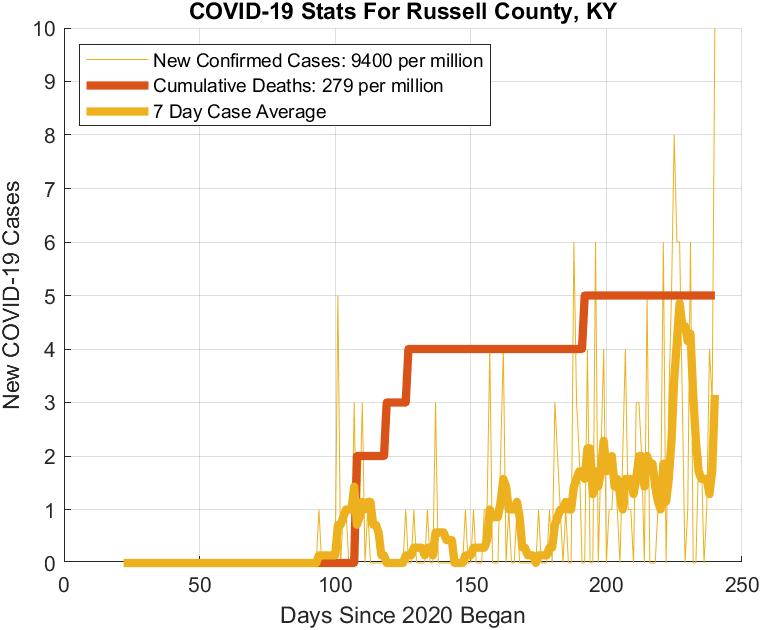 COVID-19 Stats For Russell County, KY
New Confirmed Cases: 9400 per million
Cumulative Deaths: 279 per million
7 Day Case Average
New COVID-19 Cases
10
9
8
7
6
5
4
3
2
1
0
0 50 100 150 200 250
Days Since 2020 Began